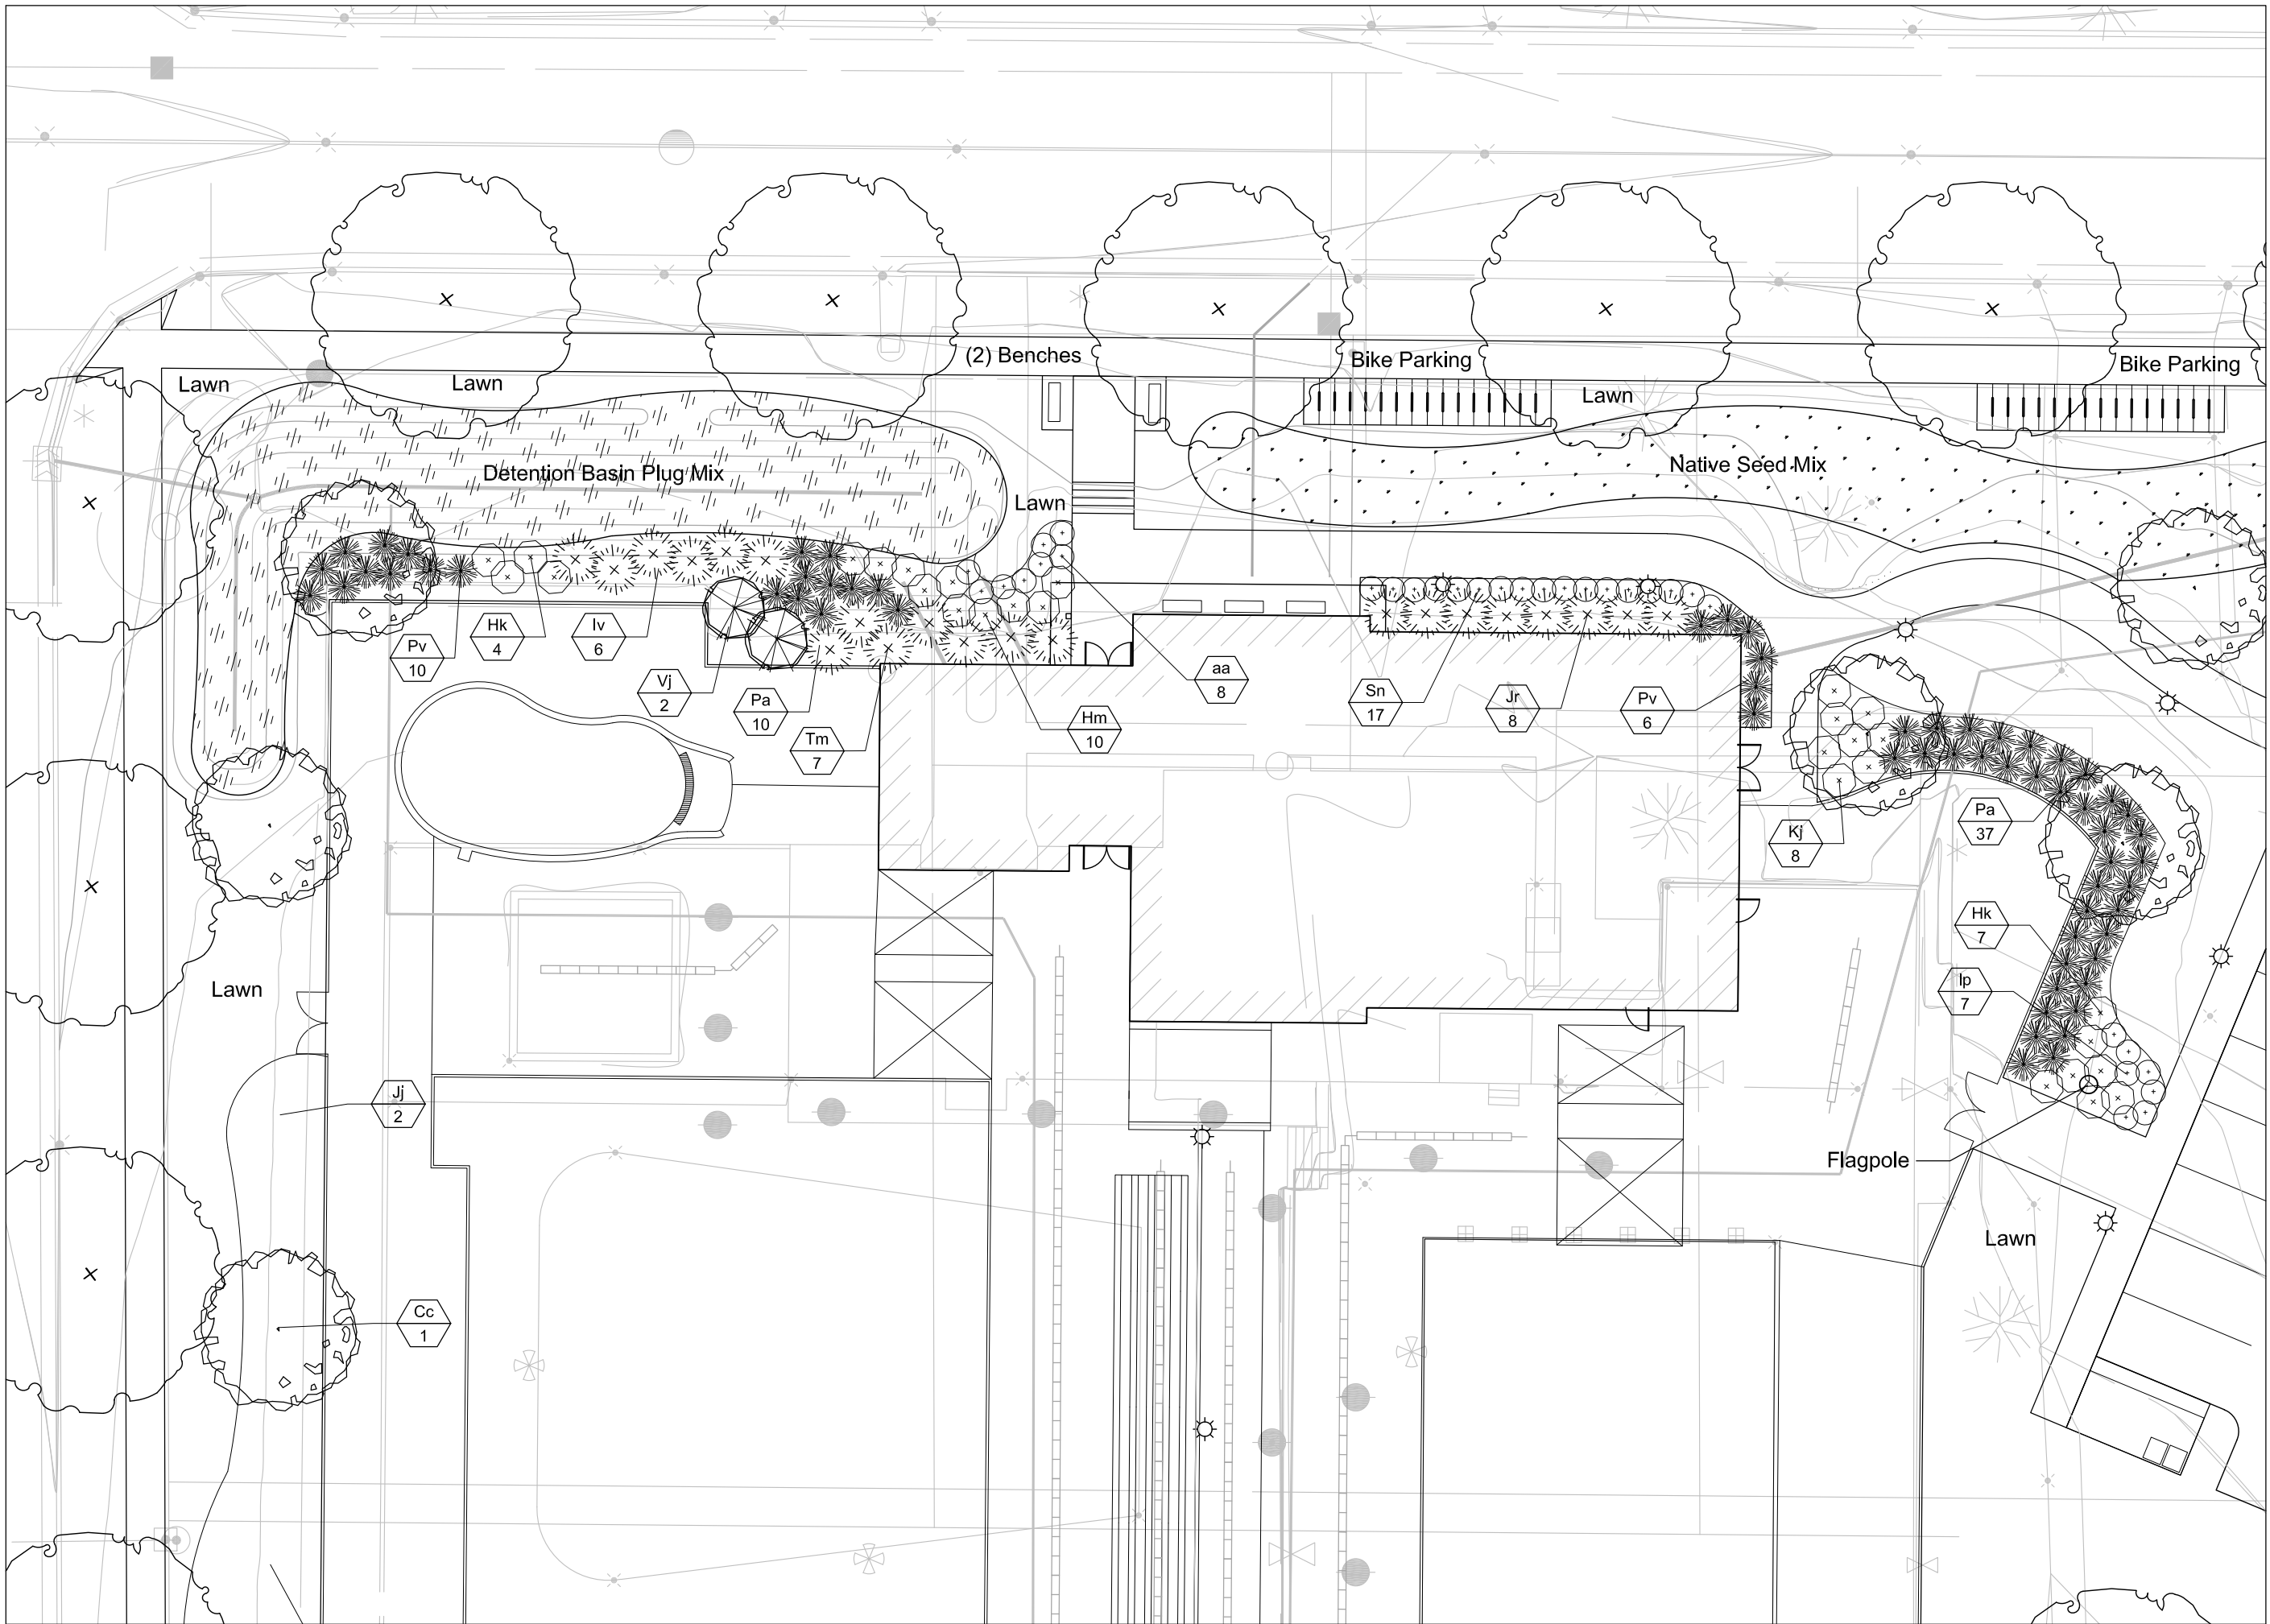 (2) Benches
Bike Parking
Bike Parking
Lawn
Lawn
Lawn
Detention Basin Plug Mix
Native Seed Mix
Lawn
Pv
10
Hk
4
Iv
6
Vj
2
Pa
10
Tm
7
Hm
10
aa
8
Sn
17
Jr
8
Pv
6
Kj
8
Pa
37
Hk
7
Ip
7
Lawn
Jj
2
Flagpole
Lawn
Cc
1